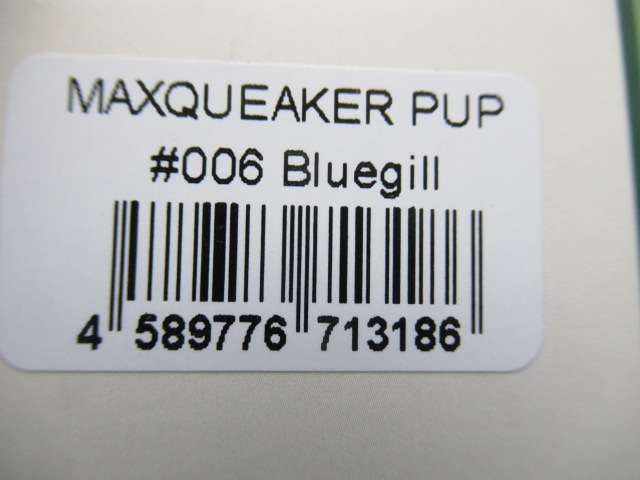 MAXQUEAKER PUP
#006 Bluegill
4 589776 713186